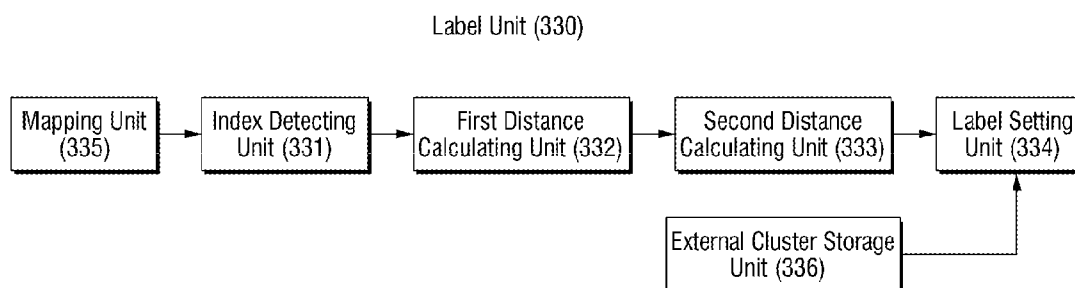 Label Unit (330)
Mapping Unit
(335)
Index Detecting
Unit (331)
First Distance
Calculating Unit (332)
Second Distance
Calculating Unit (333)
Label Setting
Unit (334)
External Cluster Storage
Unit (336)